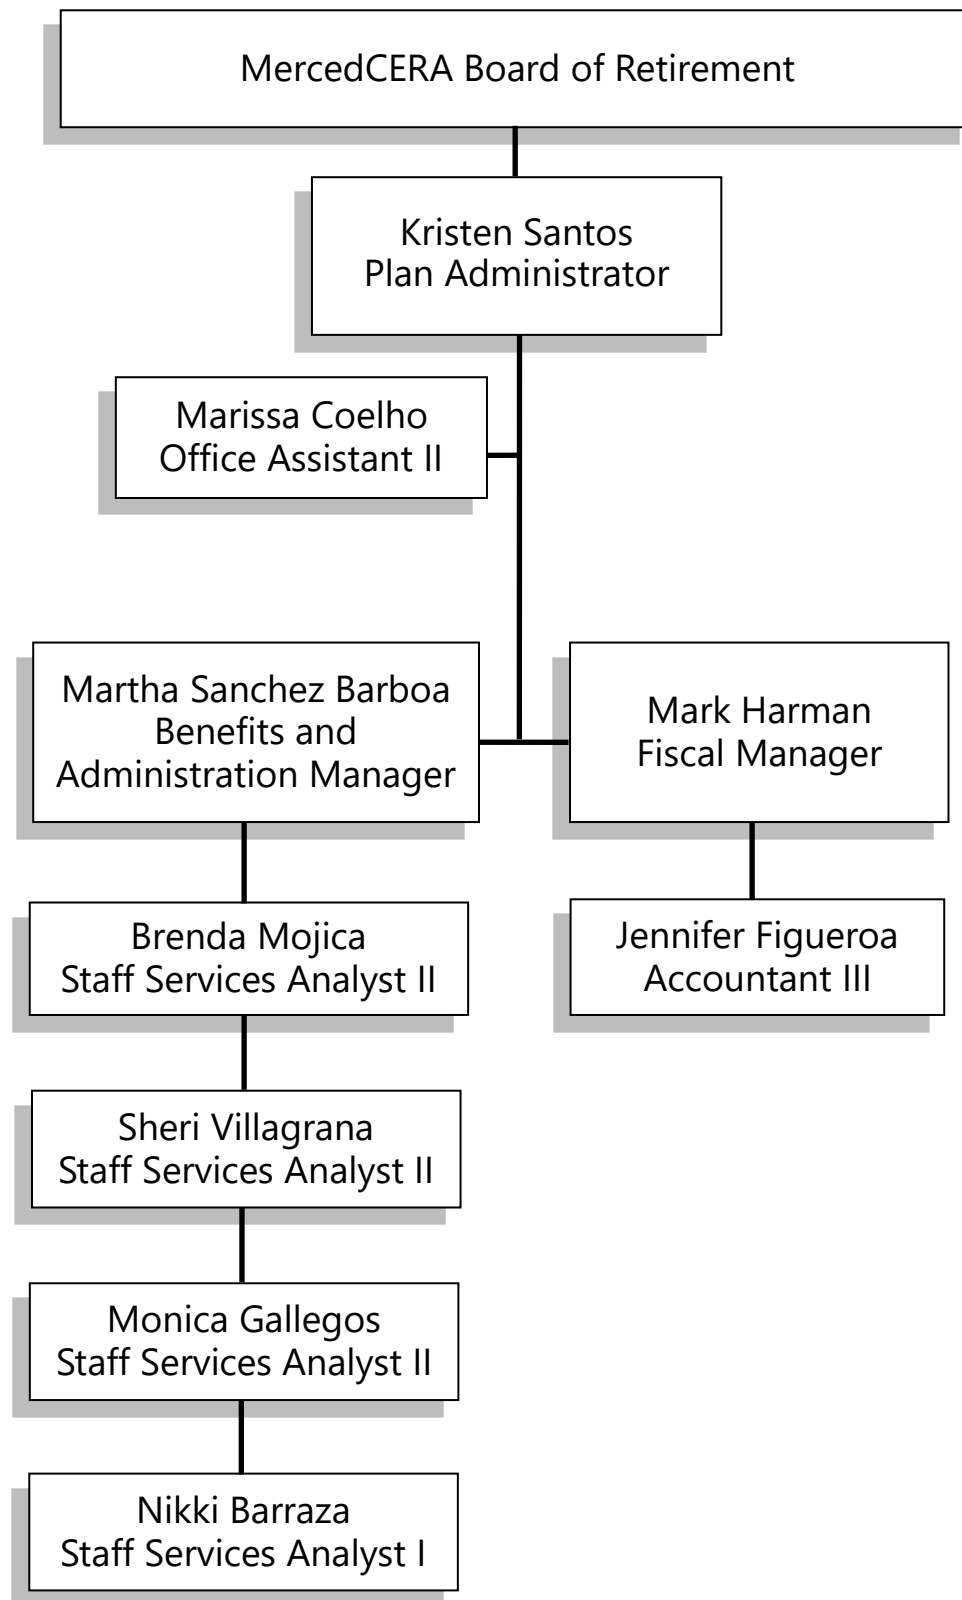 MercedCERA Board of Retirement
Kristen Santos
Plan Administrator
Marissa Coelho
Office Assistant II
Martha Sanchez Barboa
Benefits and
Administration Manager
Mark Harman
Fiscal Manager
Brenda Mojica
Staff Services Analyst II
Jennifer Figueroa
Accountant III
Sheri Villagrana
Staff Services Analyst II
Monica Gallegos
Staff Services Analyst II
Nikki Barraza
Staff Services Analyst I